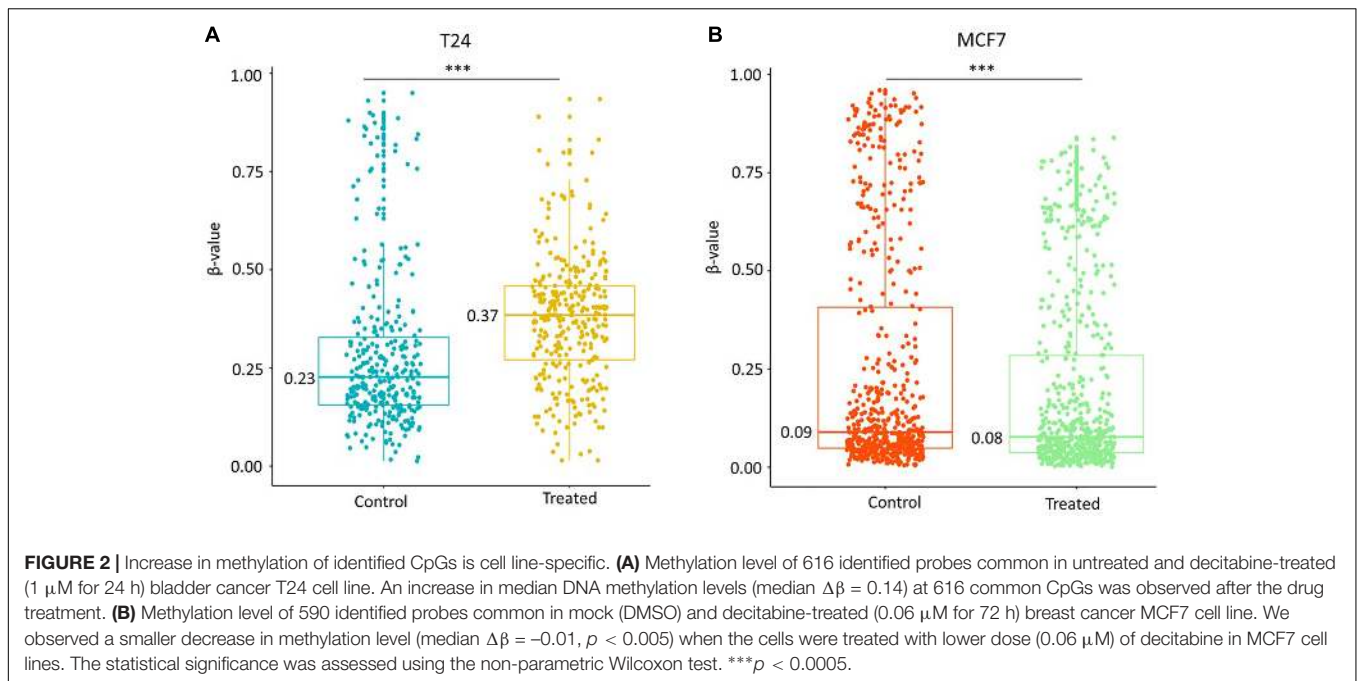 A
T24
***
1.00
0.75
0.50
0.25
0.00
β-value
0.23
0.37
Control
Treated
B
MCF7
***
1.00
0.75
0.50
0.25
0.00
β-value
0.09
0.08
Control
Treated
FIGURE 2 | Increase in methylation of identified CpGs is cell line-specific. (A) Methylation level of 616 identified probes common in untreated and decitabine-treated
(1 μM for 24 h) bladder cancer T24 cell line. An increase in median DNA methylation levels (median Δβ = 0.14) at 616 common CpGs was observed after the drug
treatment. (B) Methylation level of 590 identified probes common in mock (DMSO) and decitabine-treated (0.06 μM for 72 h) breast cancer MCF7 cell line. We
observed a smaller decrease in methylation level (median Δβ = –0.01, p < 0.005) when the cells were treated with lower dose (0.06 μM) of decitabine in MCF7 cell
lines. The statistical significance was assessed using the non-parametric Wilcoxon test. ***p < 0.0005.